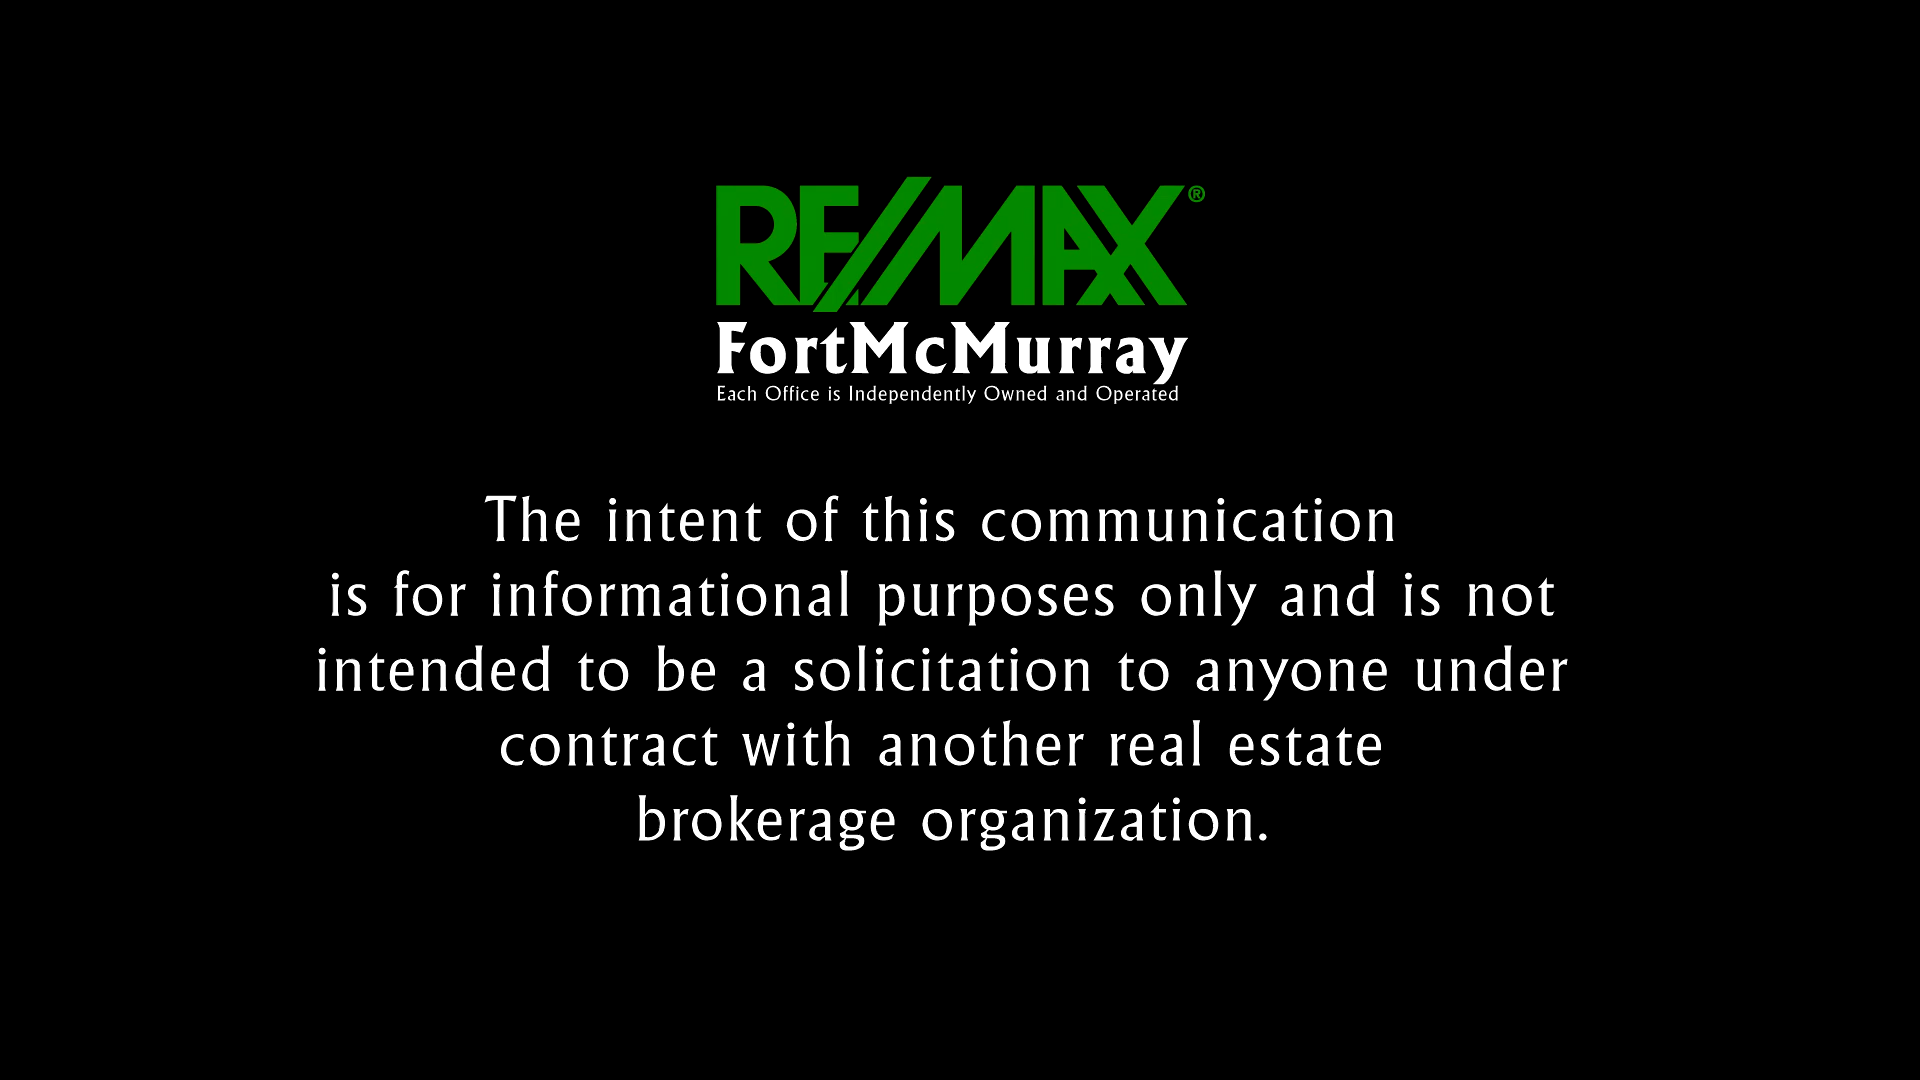 RE/MAX®
FortMcMurray
Each Office is Independently Owned and Operated
The intent of this communication
is for informational purposes only and is not
intended to be a solicitation to anyone under
contract with another real estate
brokerage organization.